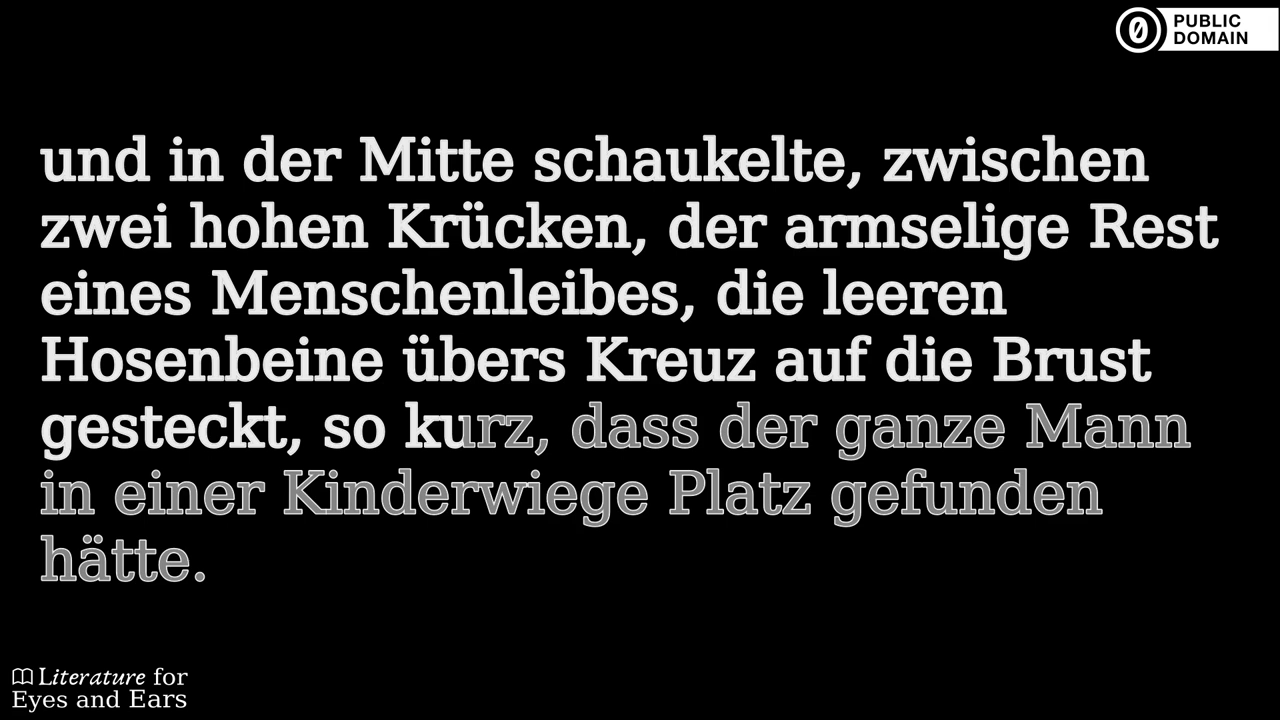 PUBLIC
DOMAIN
und in der Mitte schaukelte, zwischen
zwei hohen Krücken, der armselige Rest
eines Menschenleibes, die leeren
Hosenbeine übers Kreuz auf die Brust
gesteckt, so kurz, dass der ganze Mann
in einer Kinderwiege Platz gefunden
hätte.
Literature for
Eyes and Ears